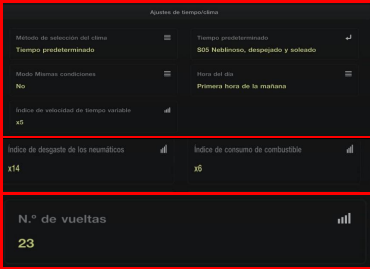 Ajustes de tiempo/clima
Método de selección del clima
Tiempo predeterminado
Tiempo predeterminado
S05 Neblinoso, despejado y soleado
Modo Mismas condiciones
No
Hora del día
Primera hora de la mañana
Índice de velocidad de tiempo variable
x5
Índice de desgaste de los neumáticos
x14
Índice de consumo de combustible
x6
N.º de vueltas
23